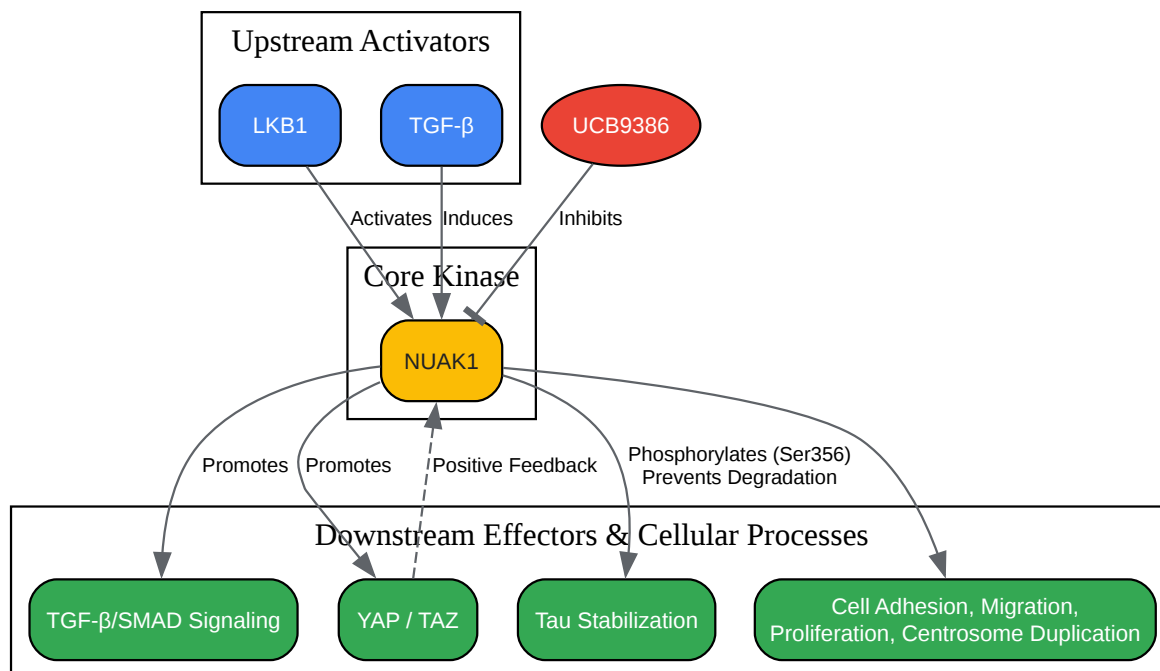 Upstream Activators
LKB1
TGF-β
UCB9386
Activates
Induces
Inhibits
Core Kinase
NUAK1
Promotes
Promotes
Positive Feedback
Phosphorylates (Ser356)
Prevents Degradation
Downstream Effectors & Cellular Processes
TGF-β/SMAD Signaling
YAP / TAZ
Tau Stabilization
Cell Adhesion, Migration,
Proliferation, Centrosome Duplication